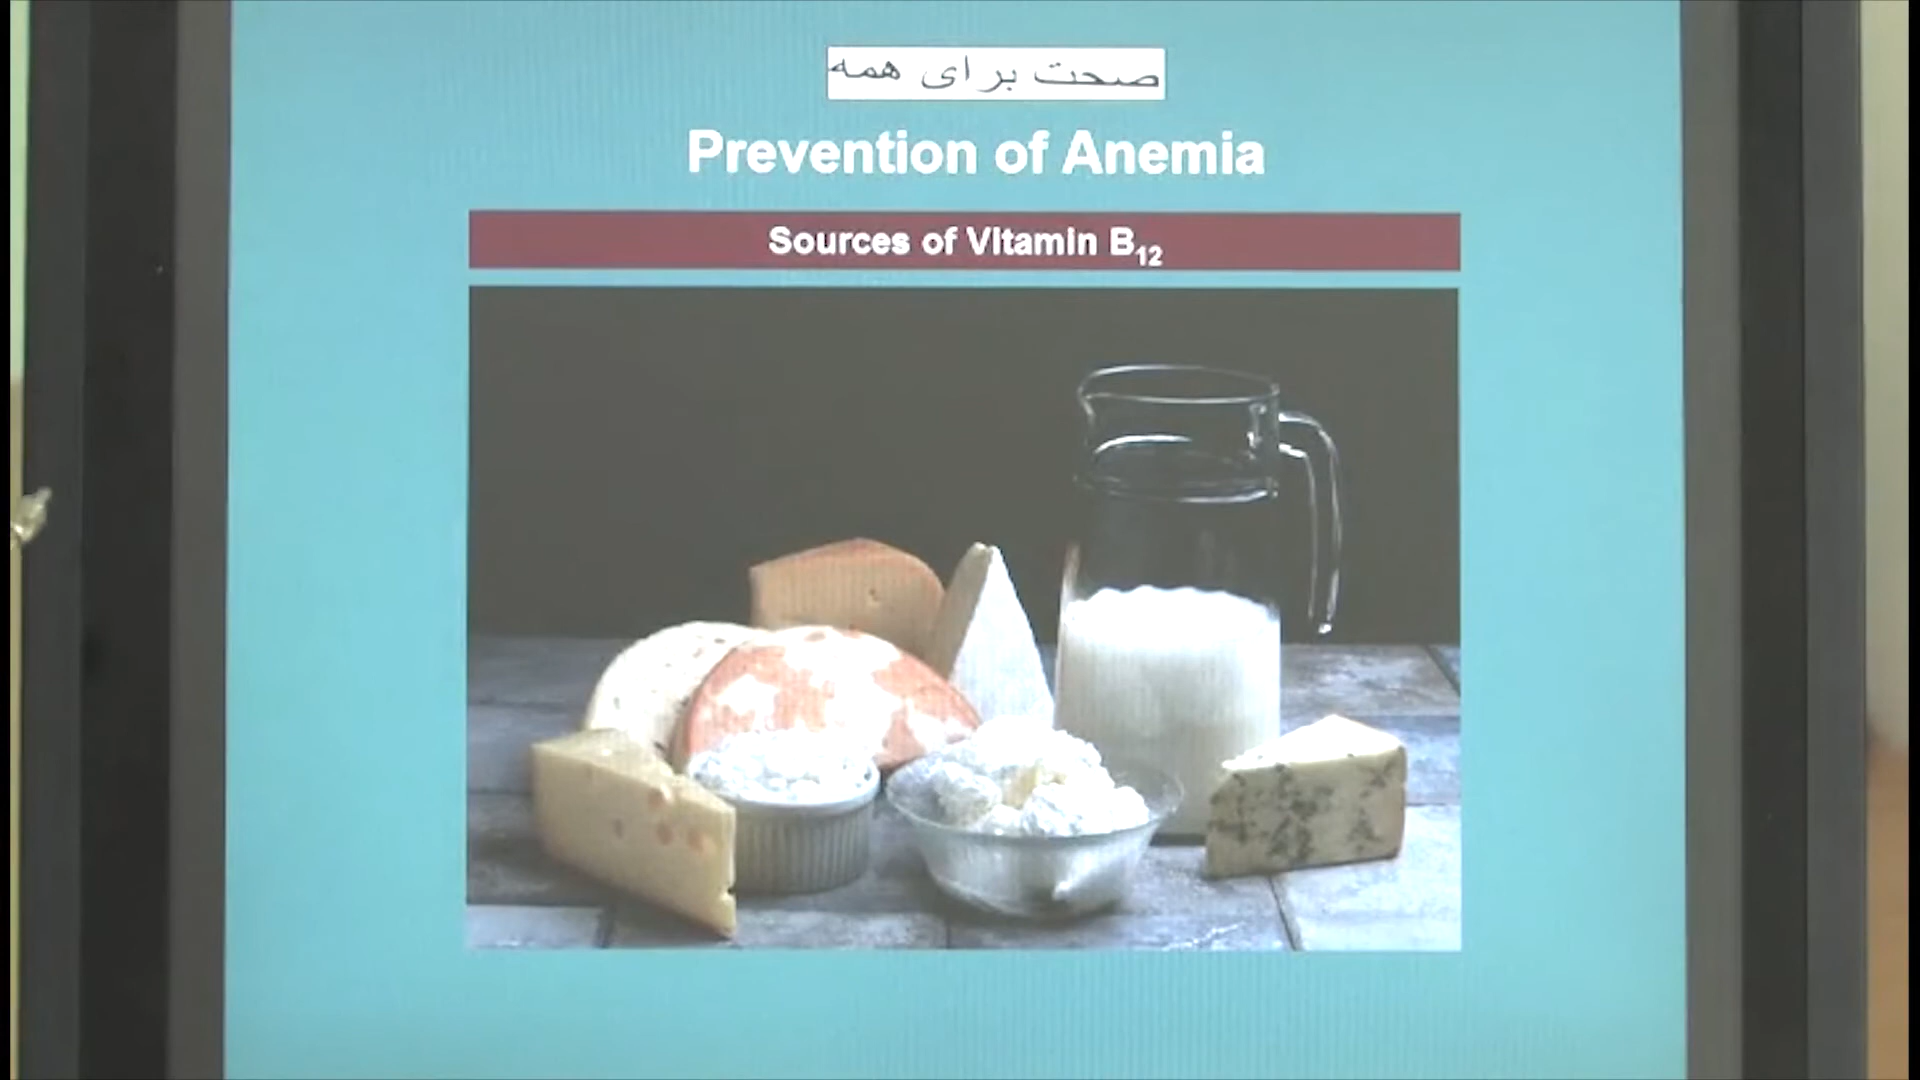 صحت برای همه
Prevention of Anemia
Sources of Vitamin B₁₂